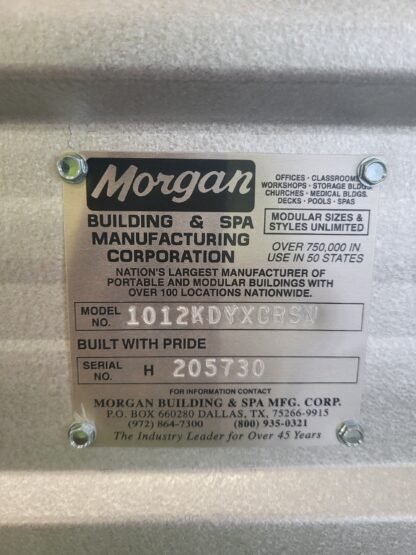 Morgan
OFFICES · CLASSROOMS
WORKSHOPS · STORAGE BLDGS.
CHURCHES · MEDICAL BLDGS.
DECKS · POOLS · SPAS
BUILDING & SPA
MANUFACTURING
CORPORATION
MODULAR SIZES &
STYLES UNLIMITED
OVER 750,000 IN
USE IN 50 STATES
NATION'S LARGEST MANUFACTURER OF
PORTABLE AND MODULAR BUILDINGS WITH
OVER 100 LOCATIONS NATIONWIDE.
MODEL
NO.
BUILT WITH PRIDE
SERIAL
NO. H 205730
FOR INFORMATION CONTACT
MORGAN BUILDING & SPA MFG. CORP.
P.O. BOX 660280 DALLAS, TX, 75266-9915
(972) 864-7300 (800) 935-0321
The Industry Leader for Over 45 Years